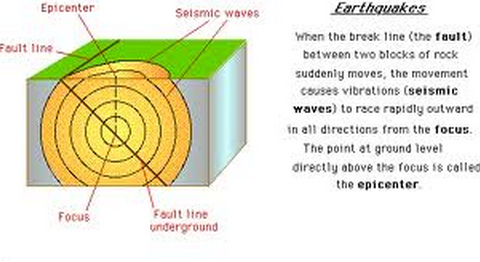 Epicenter
Seismic waves
Fault line
Focus
Fault line
underground
Earthquakes
When the break line (the fault)
between two blocks of rock
suddenly moves, the movement
causes vibrations (seismic
waves) to race rapidly outward
in all directions from the focus.
The point at ground level
directly above the focus is called
the epicenter.